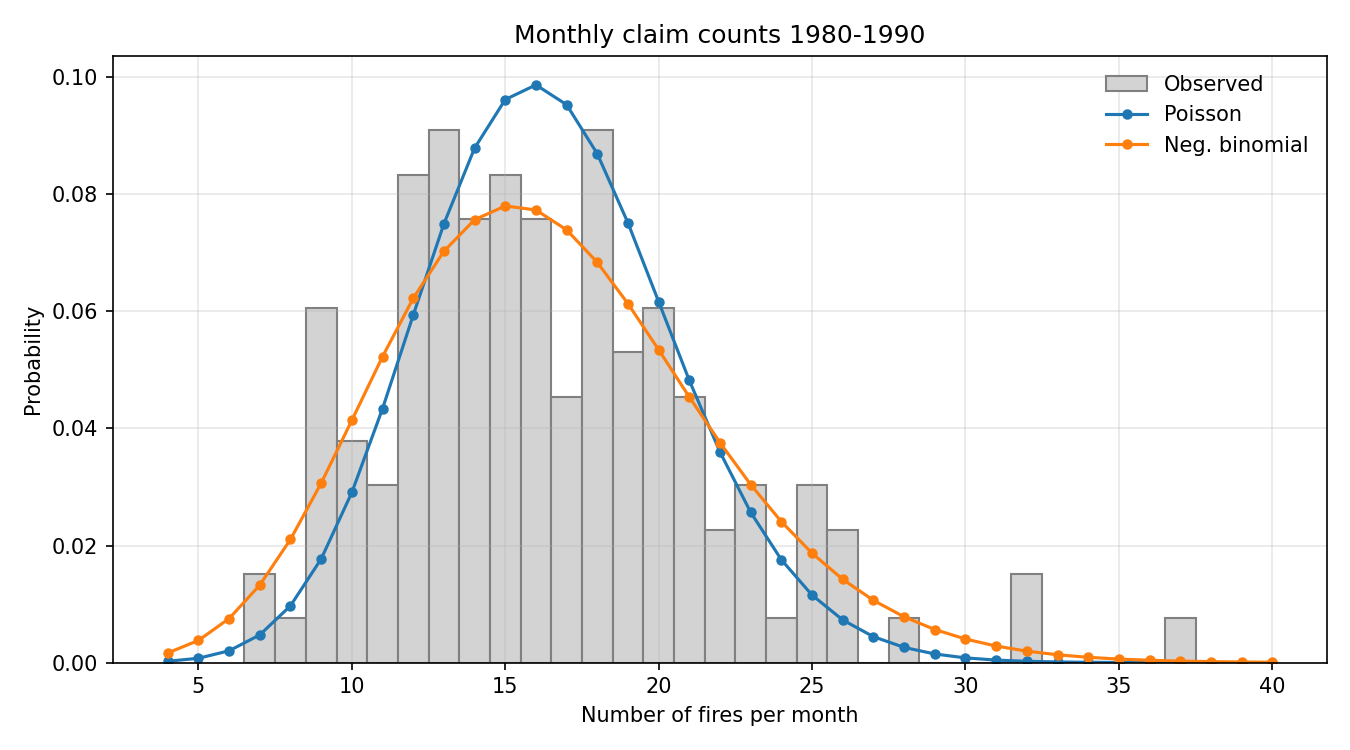 Monthly claim counts 1980-1990
Observed
Poisson
Neg. binomial
Probability
0.10
0.08
0.06
0.04
0.02
0.00
5 10 15 20 25 30 35 40
Number of fires per month